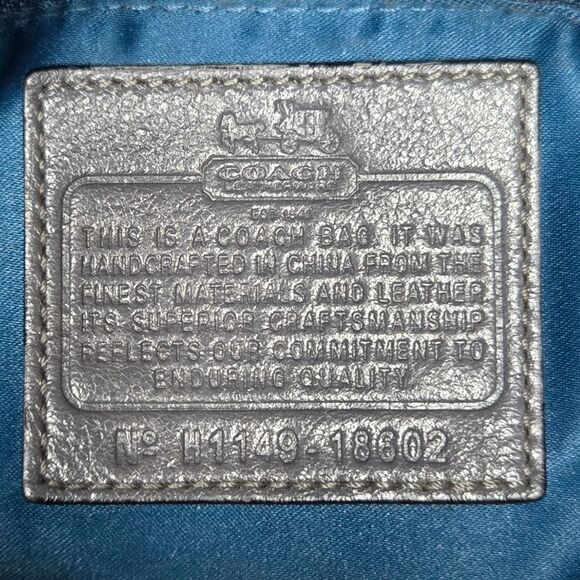 COACH
LEATHERWARE
EST. 1941
THIS IS A COACH BAG. IT WAS
HANDCRAFTED IN CHINA FROM THE
FINEST MATERIALS AND LEATHER.
ITS SUPERIOR CRAFTSMANSHIP
REFLECTS OUR COMMITMENT TO
ENDURING QUALITY.
Nº H1149-18602